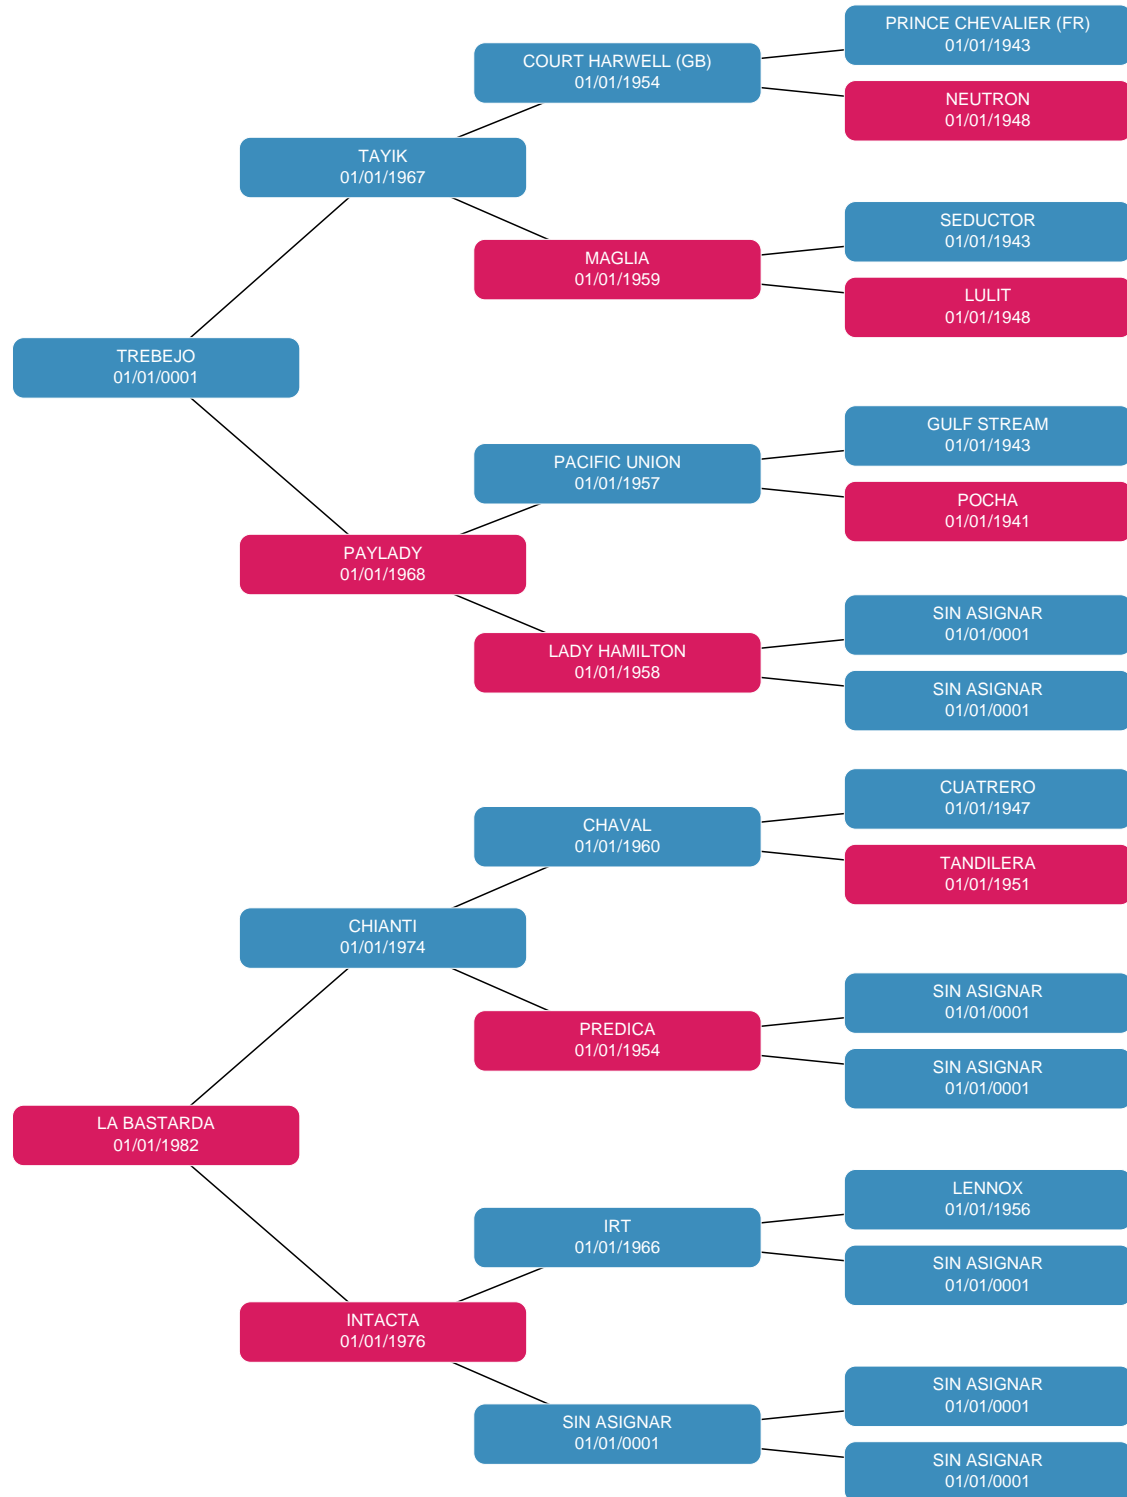 PRINCE CHEVALIER (FR)
01/01/1943
COURT HARWELL (GB)
01/01/1954
NEUTRON
01/01/1948
TAYIK
01/01/1967
SEDUCTOR
01/01/1943
MAGLIA
01/01/1959
LULIT
01/01/1948
TREBEJO
01/01/0001
GULF STREAM
01/01/1943
PACIFIC UNION
01/01/1957
POCHA
01/01/1941
PAYLADY
01/01/1968
SIN ASIGNAR
01/01/0001
LADY HAMILTON
01/01/1958
SIN ASIGNAR
01/01/0001
CUATRERO
01/01/1947
CHAVAL
01/01/1960
TANDILERA
01/01/1951
CHIANTI
01/01/1974
SIN ASIGNAR
01/01/0001
PREDICA
01/01/1954
SIN ASIGNAR
01/01/0001
LA BASTARDA
01/01/1982
LENNOX
01/01/1956
IRT
01/01/1966
SIN ASIGNAR
01/01/0001
INTACTA
01/01/1976
SIN ASIGNAR
01/01/0001
SIN ASIGNAR
01/01/0001
SIN ASIGNAR
01/01/0001